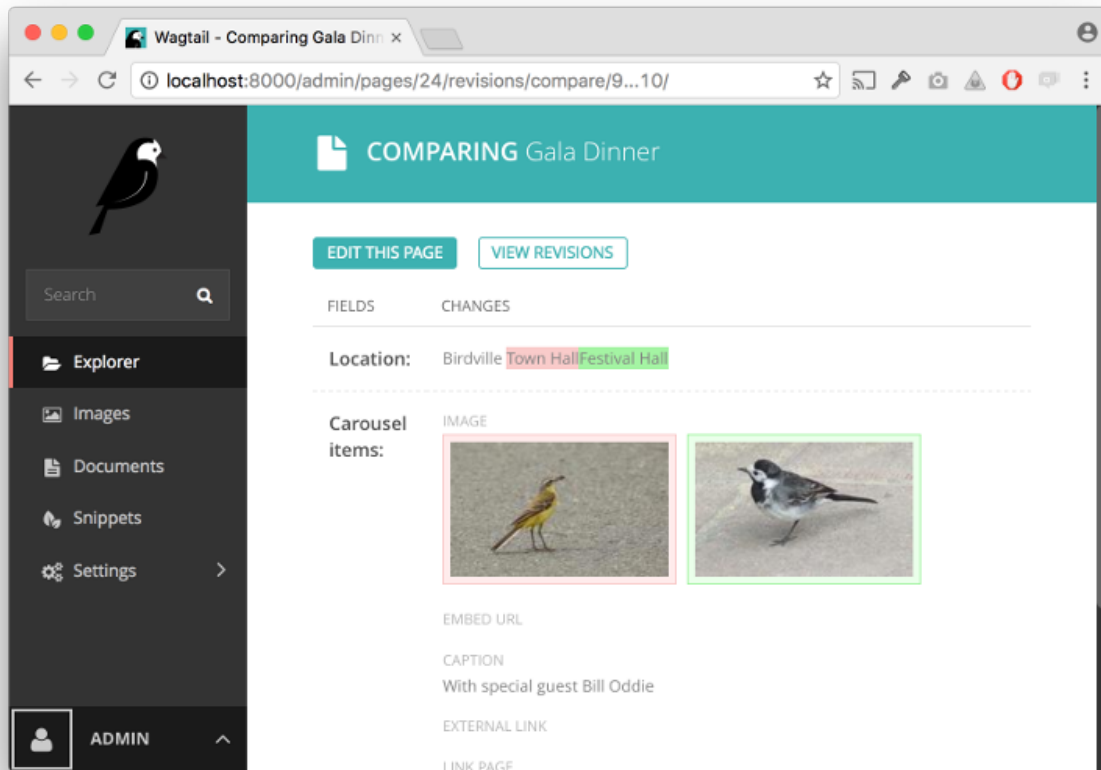 Wagtail - Comparing Gala Dinn
localhost:8000/admin/pages/24/revisions/compare/9...10/
COMPARING Gala Dinner
EDIT THIS PAGE
VIEW REVISIONS
Search
FIELDS
CHANGES
Location:
Birdville Town HallFestival Hall
Explorer
Images
Documents
Snippets
Settings
Carousel
items:
IMAGE
EMBED URL
CAPTION
With special guest Bill Oddie
EXTERNAL LINK
LINK PAGE
ADMIN